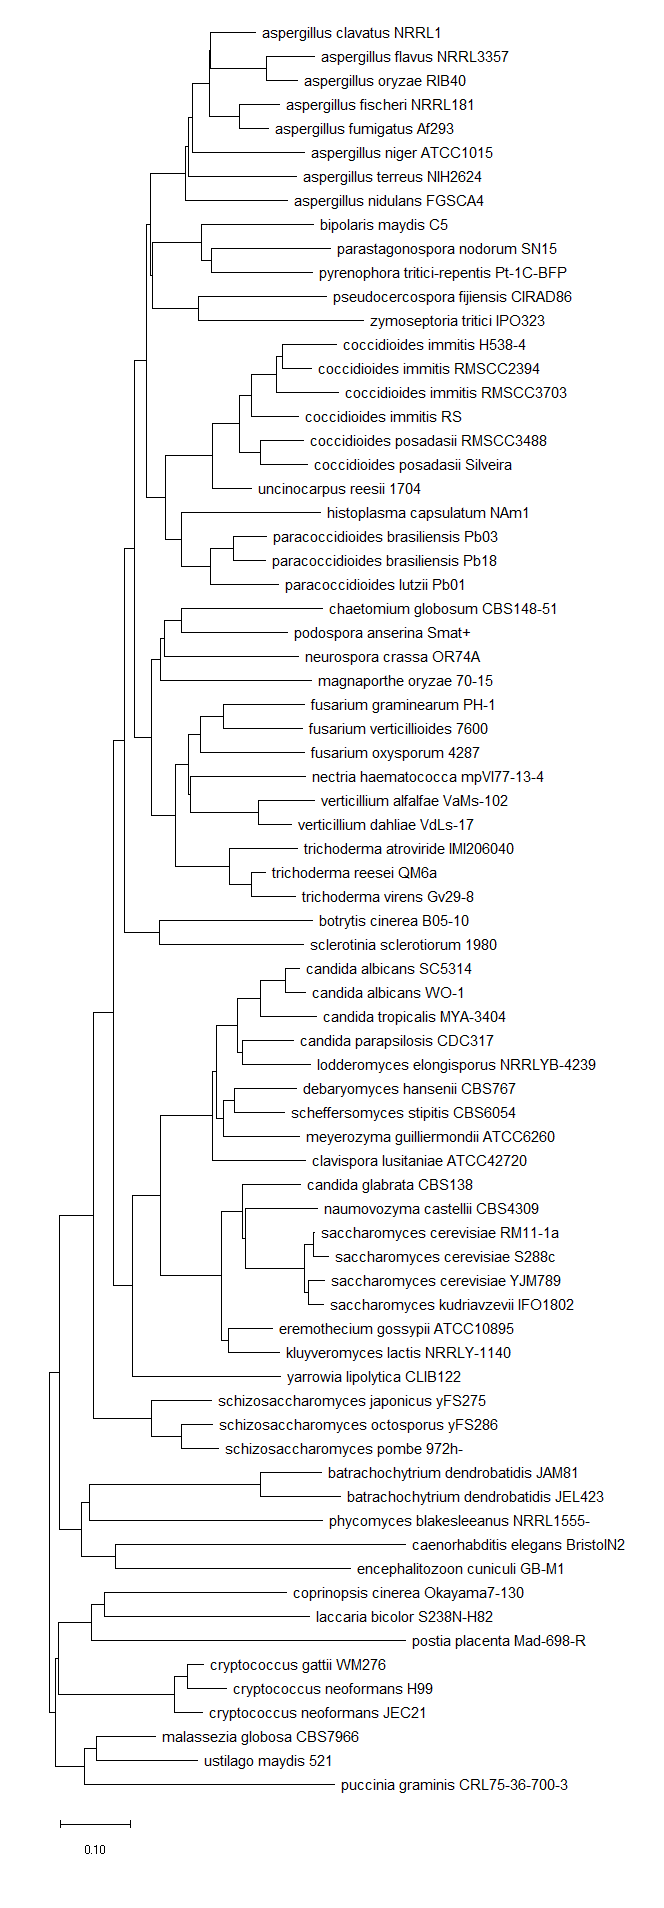 aspergillus clavatus NRRL1
aspergillus flavus NRRL3357
aspergillus oryzae RIB40
aspergillus fischeri NRRL181
aspergillus fumigatus Af293
aspergillus niger ATCC1015
aspergillus terreus NIH2624
aspergillus nidulans FGSCA4
bipolaris maydis C5
parastagonospora nodorum SN15
pyrenophora tritici-repentis Pt-1C-BFP
pseudocercospora fijiensis CIRAD86
zymoseptoria tritici IPO323
coccidioides immitis H538-4
coccidioides immitis RMSCC2394
coccidioides immitis RMSCC3703
coccidioides immitis RS
coccidioides posadasii RMSCC3488
coccidioides posadasii Silveira
uncinocarpus reesii 1704
histoplasma capsulatum NAm1
paracoccidioides brasiliensis Pb03
paracoccidioides brasiliensis Pb18
paracoccidioides lutzii Pb01
chaetomium globosum CBS148-51
podospora anserina Smat+
neurospora crassa OR74A
magnaporthe oryzae 70-15
fusarium graminearum PH-1
fusarium verticillioides 7600
fusarium oxysporum 4287
nectria haematococca mpVI77-13-4
verticillium alfalfae VaMs-102
verticillium dahliae VdLs-17
trichoderma atroviride IMI206040
trichoderma reesei QM6a
trichoderma virens Gv29-8
botrytis cinerea B05-10
sclerotinia sclerotiorum 1980
candida albicans SC5314
candida albicans WO-1
candida tropicalis MYA-3404
candida parapsilosis CDC317
lodderomyces elongisporus NRRLYB-4239
debaryomyces hansenii CBS767
scheffersomyces stipitis CBS6054
meyerozyma guilliermondii ATCC6260
clavispora lusitaniae ATCC42720
candida glabrata CBS138
naumovozyma castellii CBS4309
saccharomyces cerevisiae RM11-1a
saccharomyces cerevisiae S288c
saccharomyces cerevisiae YJM789
saccharomyces kudriavzevii IFO1802
eremothecium gossypii ATCC10895
kluyveromyces lactis NRRLY-1140
yarrowia lipolytica CLIB122
schizosaccharomyces japonicus yFS275
schizosaccharomyces octosporus yFS286
schizosaccharomyces pombe 972h-
batrachochytrium dendrobatidis JAM81
batrachochytrium dendrobatidis JEL423
phycomyces blakesleeanus NRRL1555-
caenorhabditis elegans BristolN2
encephalitozoon cuniculi GB-M1
coprinopsis cinerea Okayama7-130
laccaria bicolor S238N-H82
postia placenta Mad-698-R
cryptococcus gattii WM276
cryptococcus neoformans H99
cryptococcus neoformans JEC21
malassezia globosa CBS7966
ustilago maydis 521
puccinia graminis CRL75-36-700-3
0.10